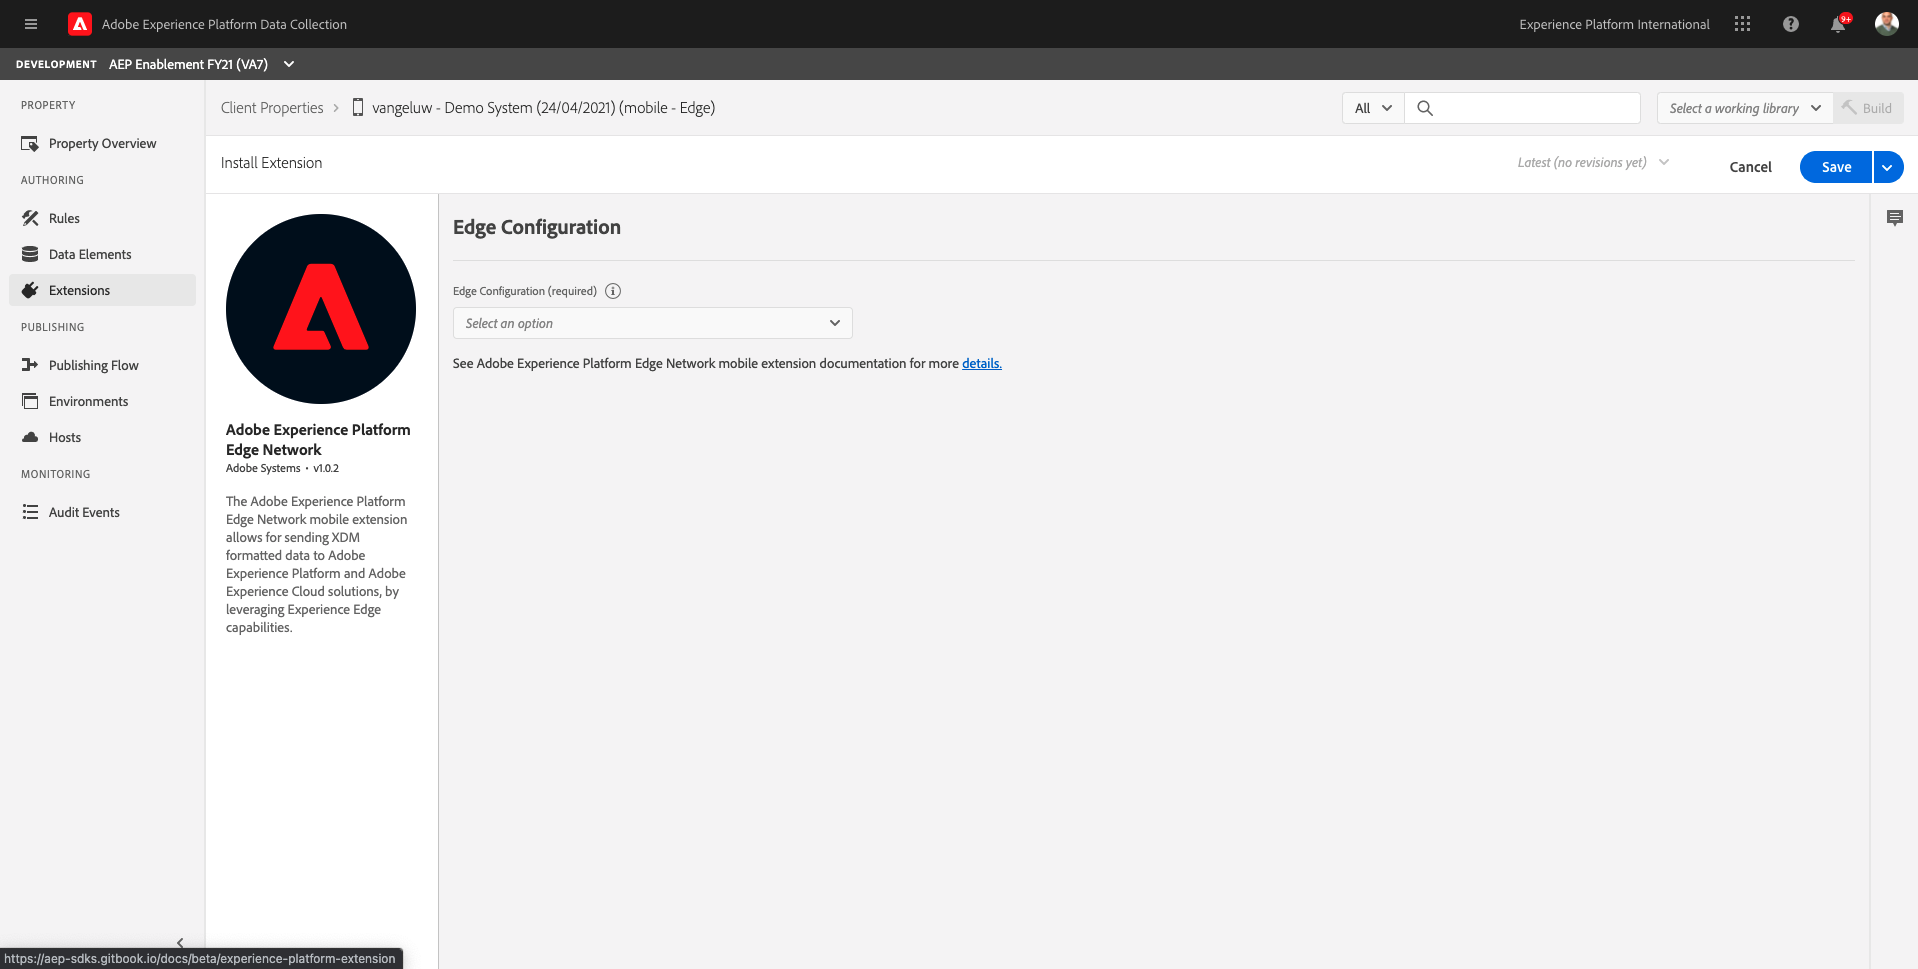 Adobe Experience Platform Data Collection
Experience Platform International
9+
DEVELOPMENT AEP Enablement FY21 (VA7)
PROPERTY
Property Overview
AUTHORING
Rules
Data Elements
Extensions
PUBLISHING
Publishing Flow
Environments
Hosts
MONITORING
Audit Events
Client Properties > vangeluw - Demo System (24/04/2021) (mobile - Edge)
All
Select a working library
Build
Install Extension
Latest (no revisions yet)
Cancel
Save
Adobe Experience Platform
Edge Network
Adobe Systems • v1.0.2
The Adobe Experience Platform
Edge Network mobile extension
allows for sending XDM
formatted data to Adobe
Experience Platform and Adobe
Experience Cloud solutions, by
leveraging Experience Edge
capabilities.
Edge Configuration
Edge Configuration (required)
Select an option
See Adobe Experience Platform Edge Network mobile extension documentation for more details.
https://aep-sdks.gitbook.io/docs/beta/experience-platform-extension